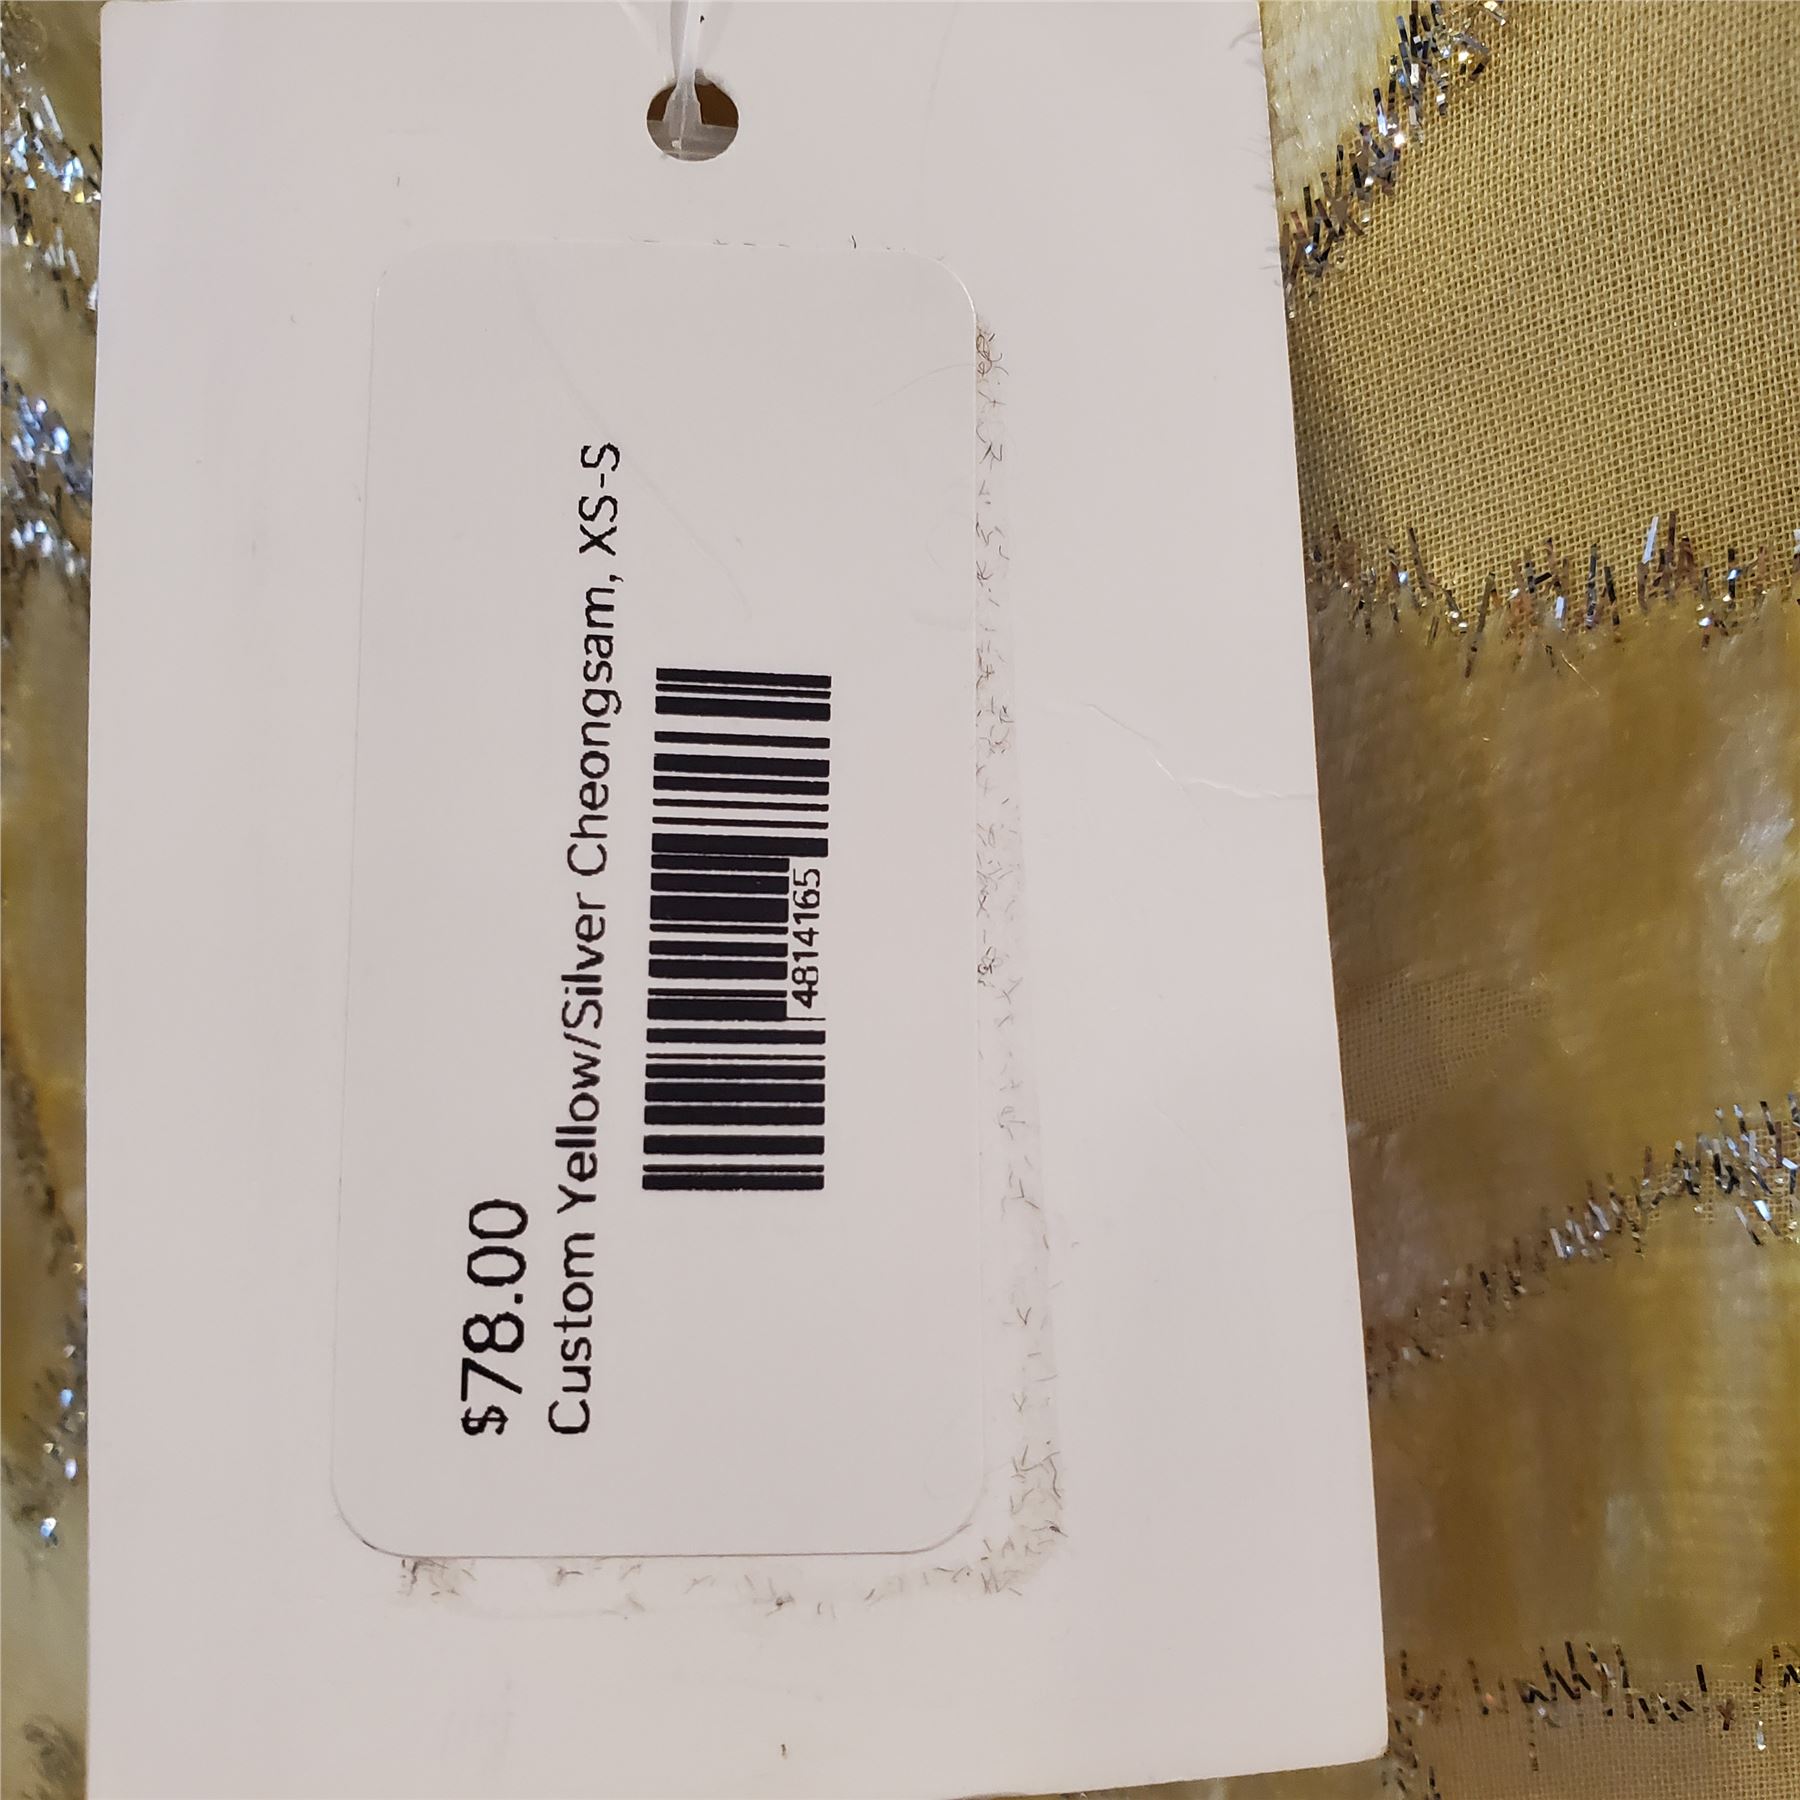 $78.00
Custom Yellow/Silver Cheongsam, XS-S
4814165